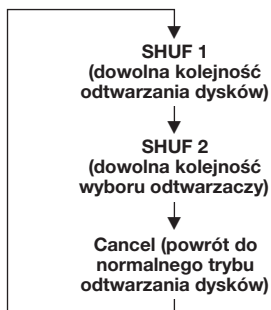 SHUF 1
(dowolna kolejność
odtwarzania dysków)
SHUF 2
(dowolna kolejność
wyboru odtwarzaczy)
Cancel (powrót do
normalnego trybu
odtwarzania dysków)